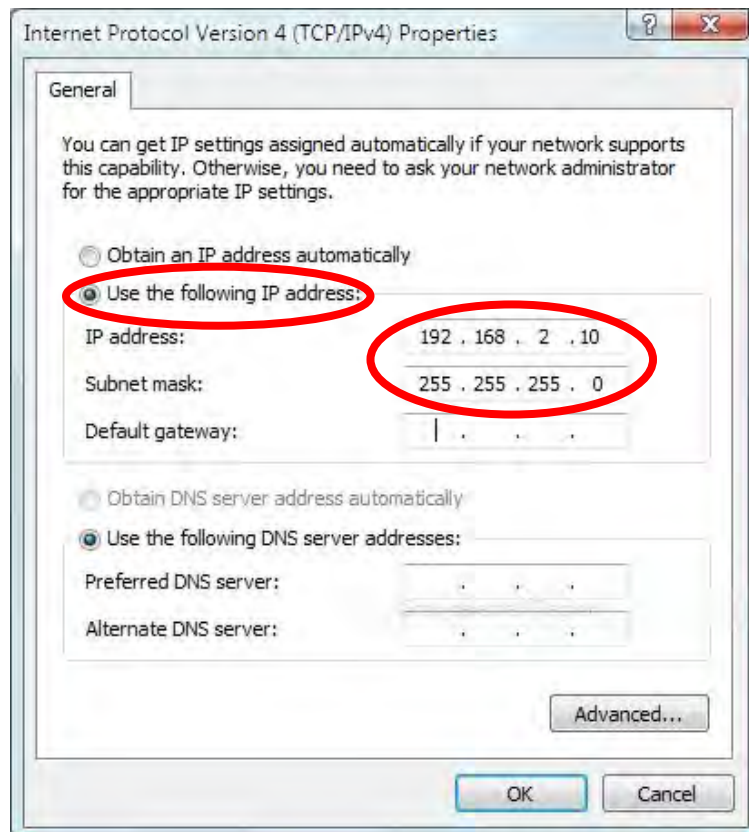 Internet Protocol Version 4 (TCP/IPv4) Properties
General
You can get IP settings assigned automatically if your network supports
this capability. Otherwise, you need to ask your network administrator
for the appropriate IP settings.
Obtain an IP address automatically
Use the following IP address:
IP address: 192 . 168 . 2 . 10
Subnet mask: 255 . 255 . 255 . 0
Default gateway: . . .
Obtain DNS server address automatically
Use the following DNS server addresses:
Preferred DNS server: . . .
Alternate DNS server: . . .
Advanced...
OK Cancel